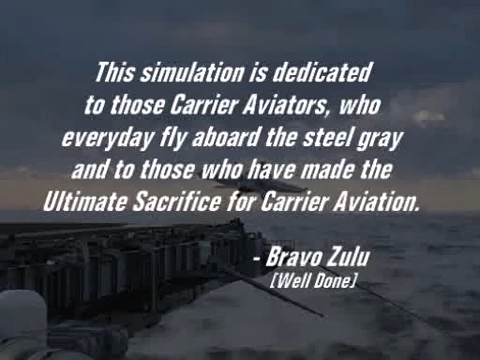 This simulation is dedicated
to those Carrier Aviators, who
everyday fly aboard the steel gray
and to those who have made the
Ultimate Sacrifice for Carrier Aviation.
- Bravo Zulu
[Well Done]